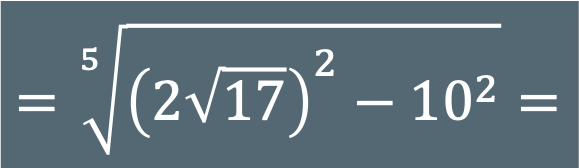 = ⁵√((2√17)² − 10²) =